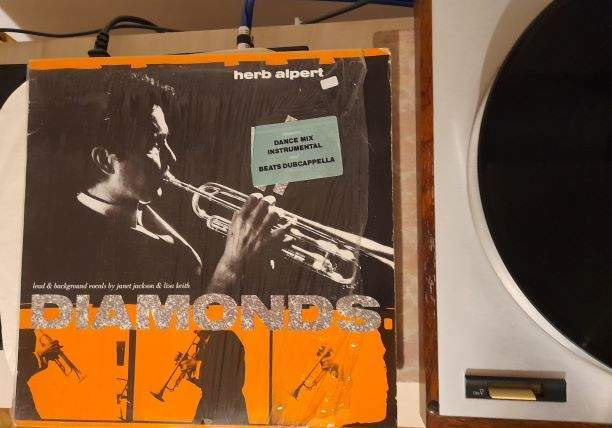 herb alpert
DANCE MIX
INSTRUMENTAL
BEATS DUBCAPPELLA
lead & background vocals by janet jackson & lisa keith
DIAMONDS